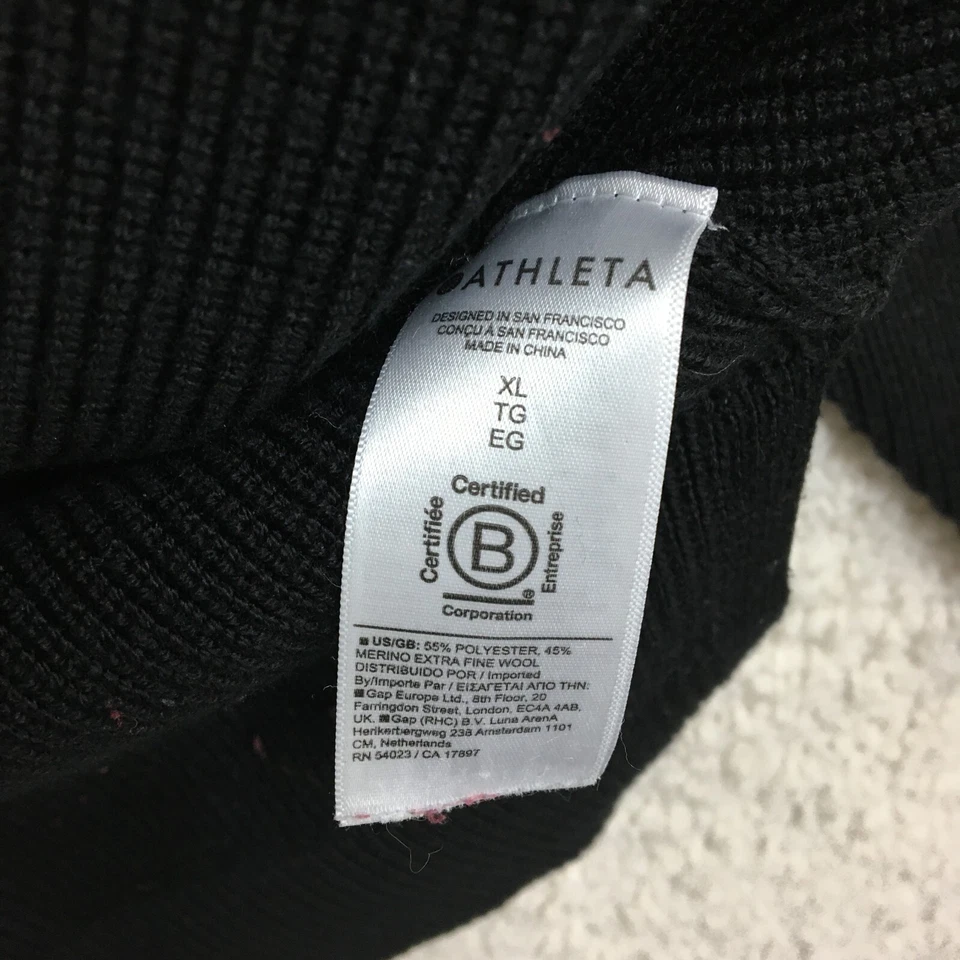 ATHLETA
DESIGNED IN SAN FRANCISCO
CONÇU À SAN FRANCISCO
MADE IN CHINA
XL
TG
EG
Certified
Certifiée
B
Entreprise
®
Corporation
US/GB: 55% POLYESTER, 45%
MERINO EXTRA FINE WOOL
DISTRIBUIDO POR / Imported
By/Importe Par / ΕΙΣΑΓΕΤΑΙ ΑΠΟ ΤΗΝ:
Gap Europe Ltd., 8th Floor, 20
Farringdon Street, London, EC4A 4AB,
UK. Gap (RHC) B.V. Luna ArenA
Herikerbergweg 238 Amsterdam 1101
CM, Netherlands
RN 54023 / CA 17897